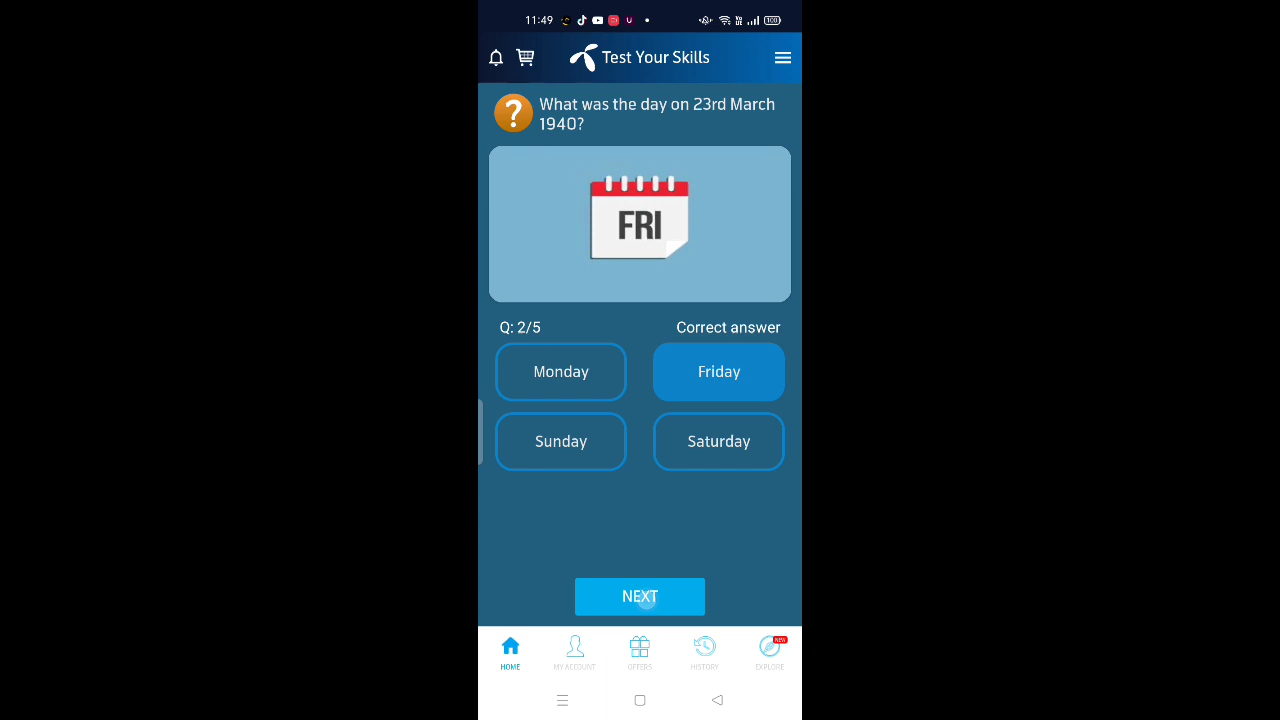 11:49
100
Test Your Skills
What was the day on 23rd March
1940?
FRI
Q: 2/5
Correct answer
Monday
Friday
Sunday
Saturday
NEXT
NEW
HOME
MY ACCOUNT
OFFERS
HISTORY
EXPLORE